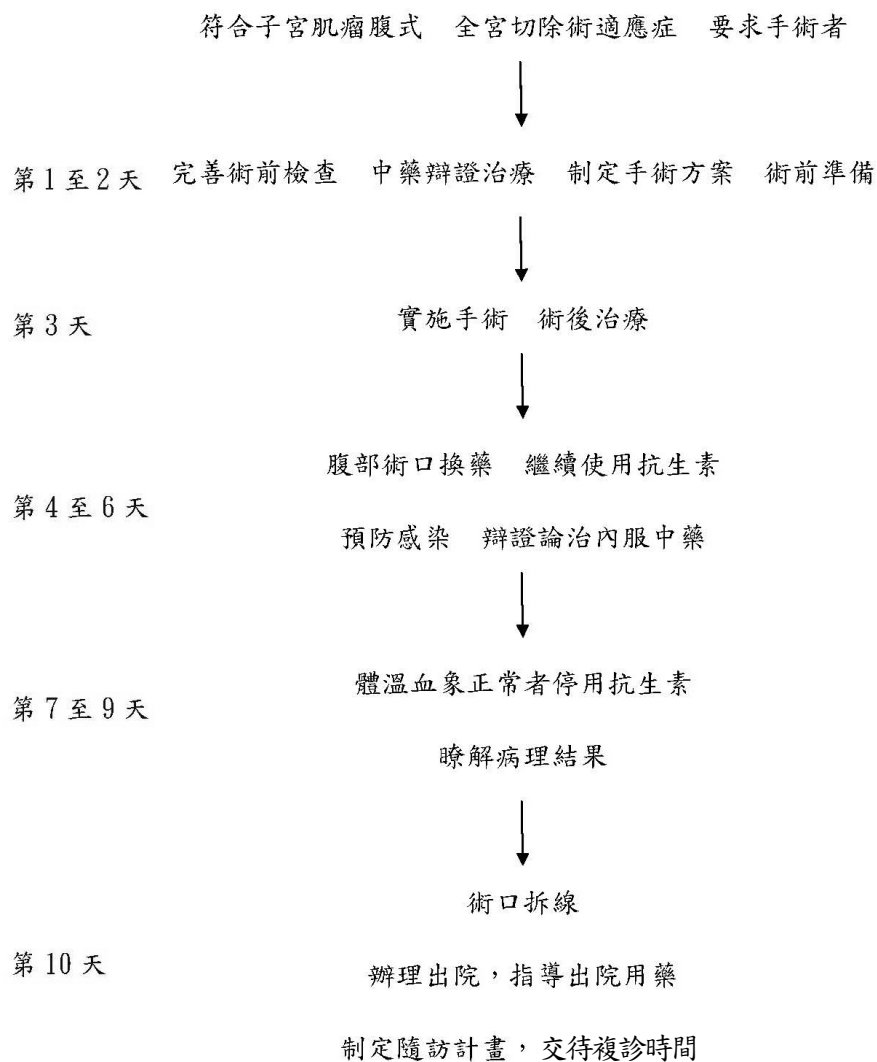 符合子宮肌瘤腹式 全宮切除術適應症 要求手術者
第1至2天 完善術前檢查 中藥辯證治療 制定手術方案 術前準備
第3天 實施手術 術後治療
腹部術口換藥 繼續使用抗生素
第4至6天
預防感染 辯證論治內服中藥
體溫血象正常者停用抗生素
第7至9天
瞭解病理結果
術口拆線
第10天 辦理出院，指導出院用藥
制定隨訪計畫，交待複診時間